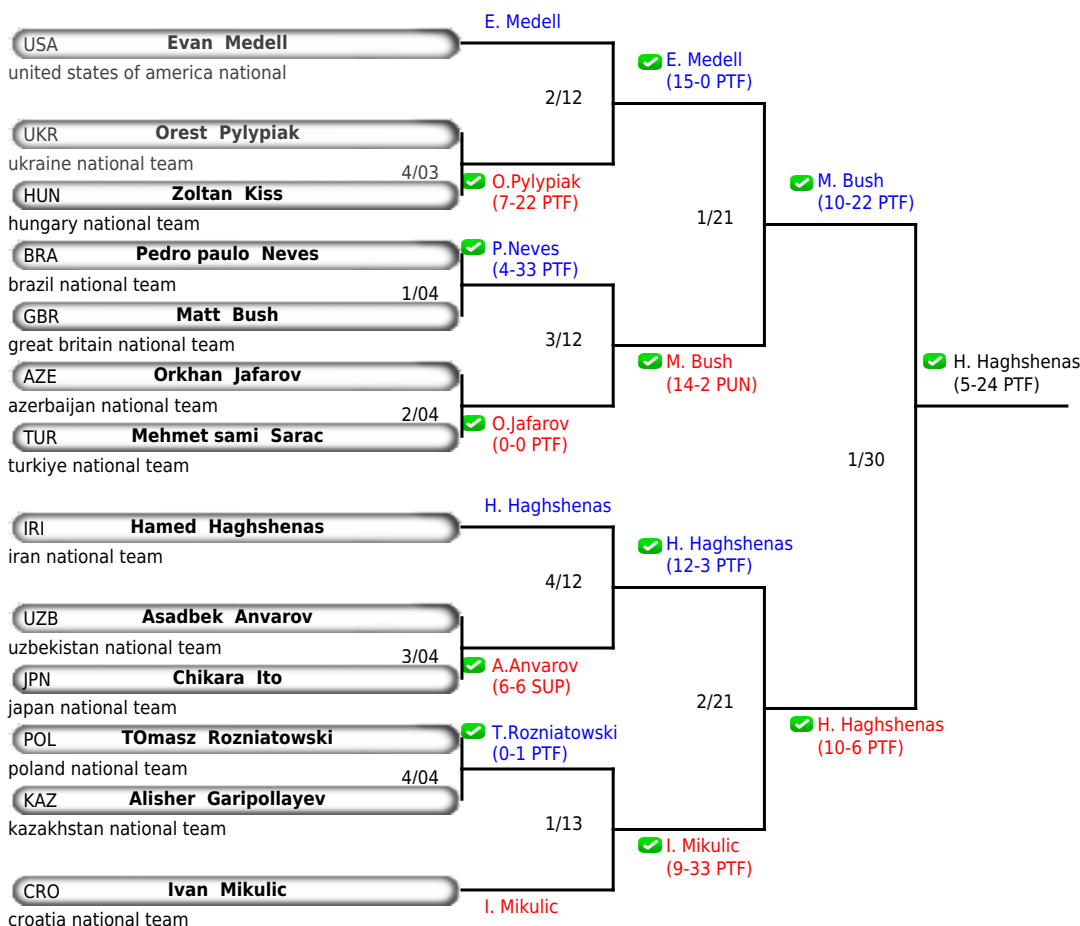 E. Medell
USA Evan Medell
united states of america national
E. Medell
(15-0 PTF)
2/12
UKR Orest Pylypiak
ukraine national team
4/03
O.Pylypiak
(7-22 PTF)
HUN Zoltan Kiss
hungary national team
M. Bush
(10-22 PTF)
1/21
BRA Pedro paulo Neves
brazil national team
P.Neves
(4-33 PTF)
1/04
GBR Matt Bush
great britain national team
3/12
M. Bush
(14-2 PUN)
AZE Orkhan Jafarov
azerbaijan national team
2/04
O.Jafarov
(0-0 PTF)
TUR Mehmet sami Sarac
turkiye national team
H. Haghshenas
(5-24 PTF)
1/30
H. Haghshenas
IRI Hamed Haghshenas
iran national team
H. Haghshenas
(12-3 PTF)
4/12
UZB Asadbek Anvarov
uzbekistan national team
3/04
A.Anvarov
(6-6 SUP)
JPN Chikara Ito
japan national team
2/21
H. Haghshenas
(10-6 PTF)
POL TOmasz Rozniatowski
poland national team
T.Rozniatowski
(0-1 PTF)
4/04
KAZ Alisher Garipollayev
kazakhstan national team
1/13
I. Mikulic
(9-33 PTF)
CRO Ivan Mikulic
croatia national team
I. Mikulic